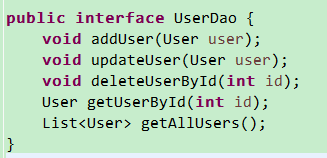 public interface UserDao {
    void addUser(User user);
    void updateUser(User user);
    void deleteUserById(int id);
    User getUserById(int id);
    List<User> getAllUsers();
}